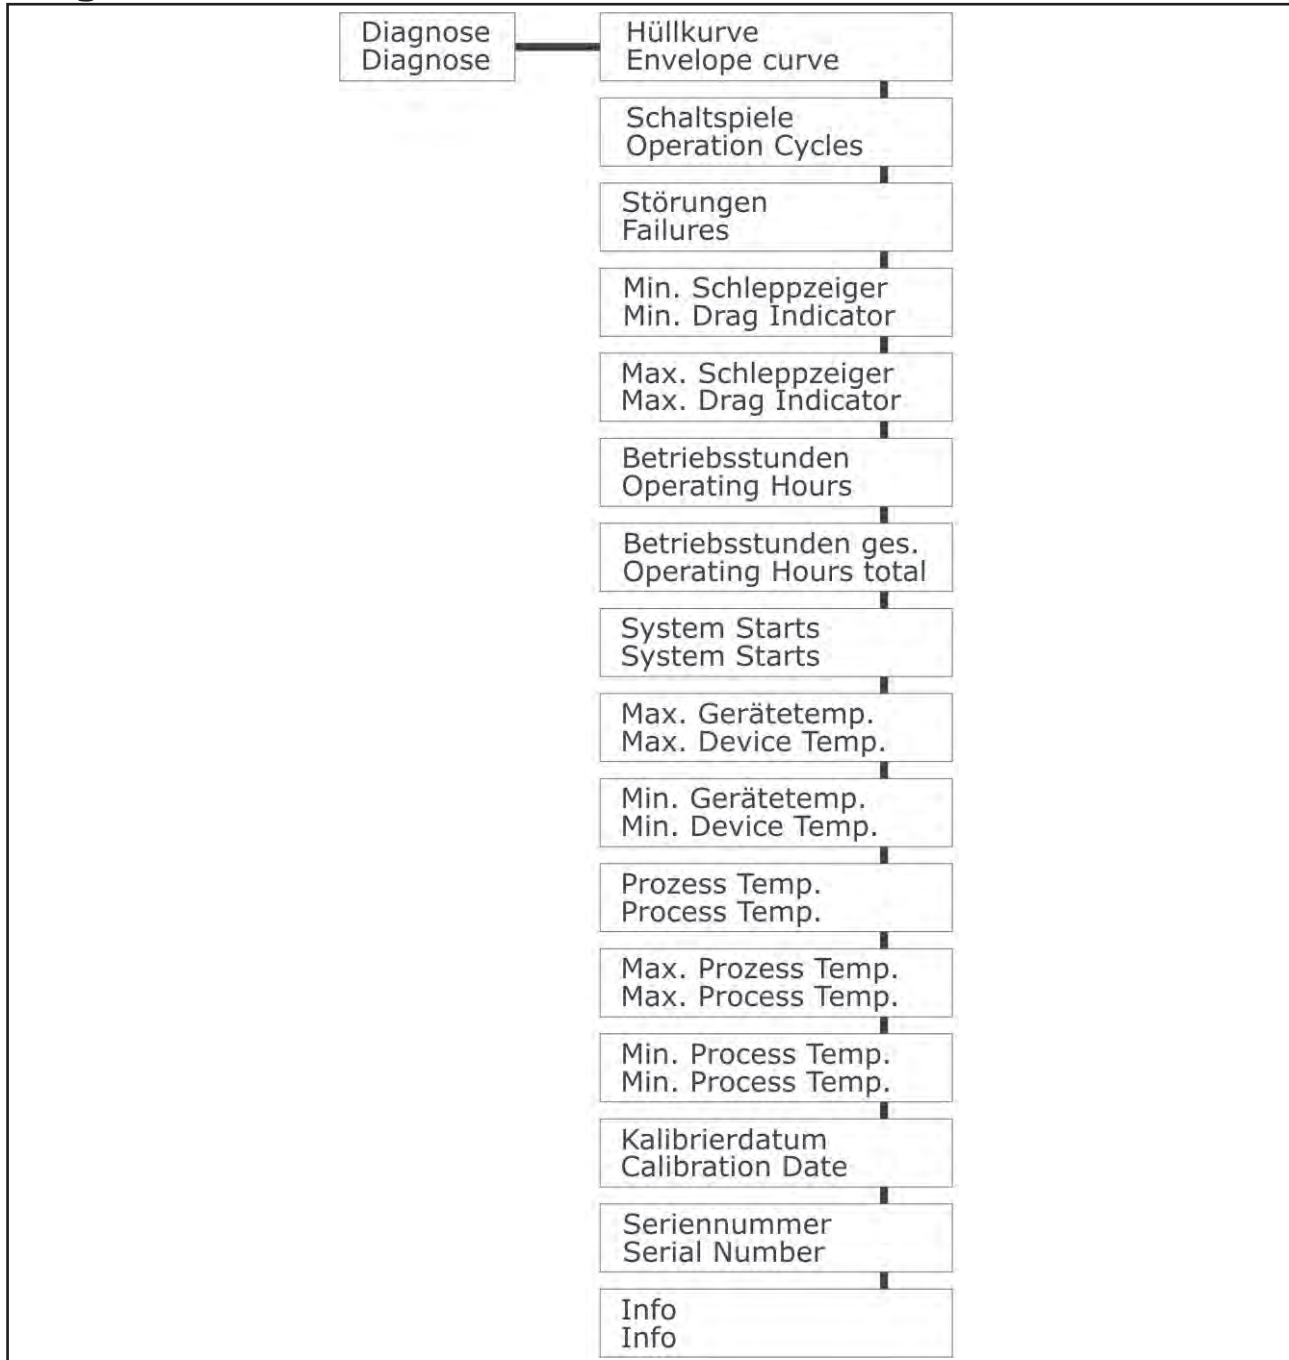 Diagnose
Diagnose
Hüllkurve
Envelope curve
Schaltspiele
Operation Cycles
Störungen
Failures
Min. Schleppzeiger
Min. Drag Indicator
Max. Schleppzeiger
Max. Drag Indicator
Betriebsstunden
Operating Hours
Betriebsstunden ges.
Operating Hours total
System Starts
System Starts
Max. Gerätetemp.
Max. Device Temp.
Min. Gerätetemp.
Min. Device Temp.
Prozess Temp.
Process Temp.
Max. Prozess Temp.
Max. Process Temp.
Min. Process Temp.
Min. Process Temp.
Kalibrierdatum
Calibration Date
Seriennummer
Serial Number
Info
Info